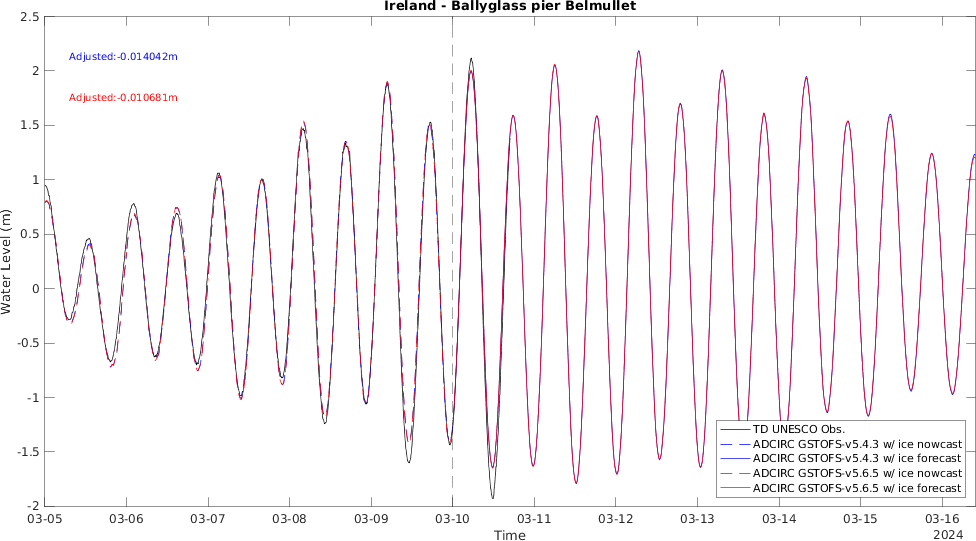 Ireland - Ballyglass pier Belmullet
2.5
2
1.5
1
0.5
0
-0.5
-1
-1.5
-2
Water Level (m)
Adjusted:-0.014042m
Adjusted:-0.010681m
TD UNESCO Obs.
ADCIRC GSTOFS-v5.4.3 w/ ice nowcast
ADCIRC GSTOFS-v5.4.3 w/ ice forecast
ADCIRC GSTOFS-v5.6.5 w/ ice nowcast
ADCIRC GSTOFS-v5.6.5 w/ ice forecast
03-05 03-06 03-07 03-08 03-09 03-10 03-11 03-12 03-13 03-14 03-15 03-16
Time
2024